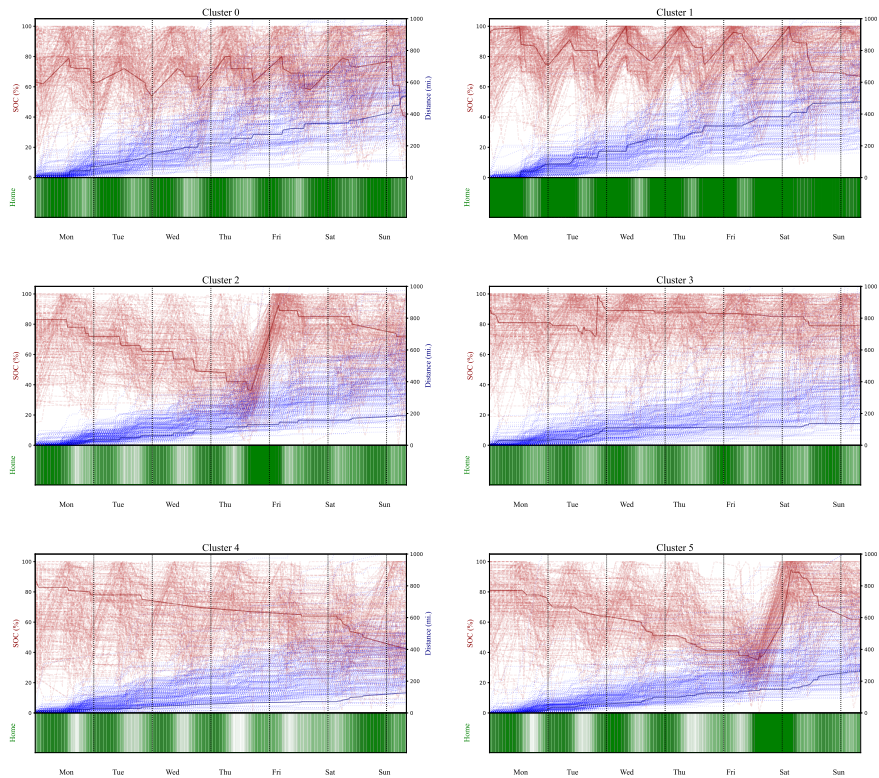 Cluster 0
100
80
60
40
20
0
SOC (%)
1000
800
600
400
200
0
Distance (mi.)
Home
Mon Tue Wed Thu Fri Sat Sun
Cluster 1
100
80
60
40
20
0
SOC (%)
1000
800
600
400
200
0
Distance (mi.)
Home
Mon Tue Wed Thu Fri Sat Sun
Cluster 2
100
80
60
40
20
0
SOC (%)
1000
800
600
400
200
0
Distance (mi.)
Home
Mon Tue Wed Thu Fri Sat Sun
Cluster 3
100
80
60
40
20
0
SOC (%)
1000
800
600
400
200
0
Distance (mi.)
Home
Mon Tue Wed Thu Fri Sat Sun
Cluster 4
100
80
60
40
20
0
SOC (%)
1000
800
600
400
200
0
Distance (mi.)
Home
Mon Tue Wed Thu Fri Sat Sun
Cluster 5
100
80
60
40
20
0
SOC (%)
1000
800
600
400
200
0
Distance (mi.)
Home
Mon Tue Wed Thu Fri Sat Sun